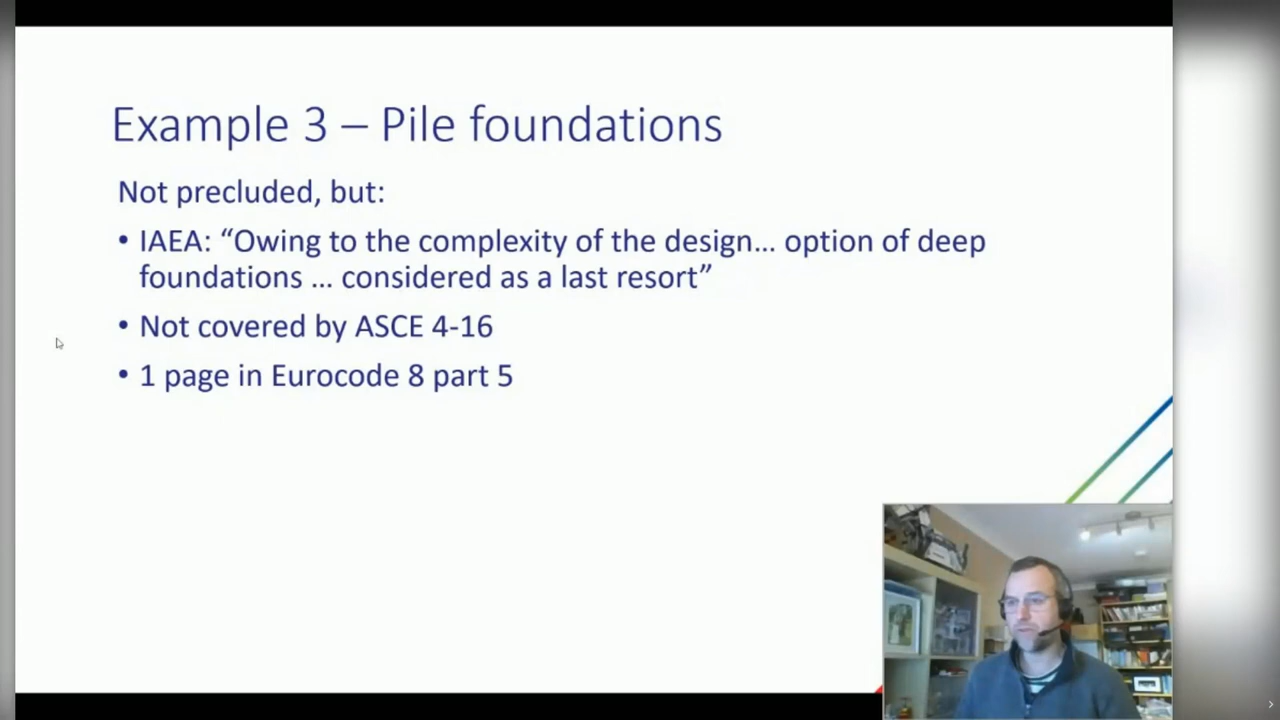 Example 3 – Pile foundations
Not precluded, but:
• IAEA: “Owing to the complexity of the design... option of deep
foundations ... considered as a last resort”
• Not covered by ASCE 4-16
• 1 page in Eurocode 8 part 5